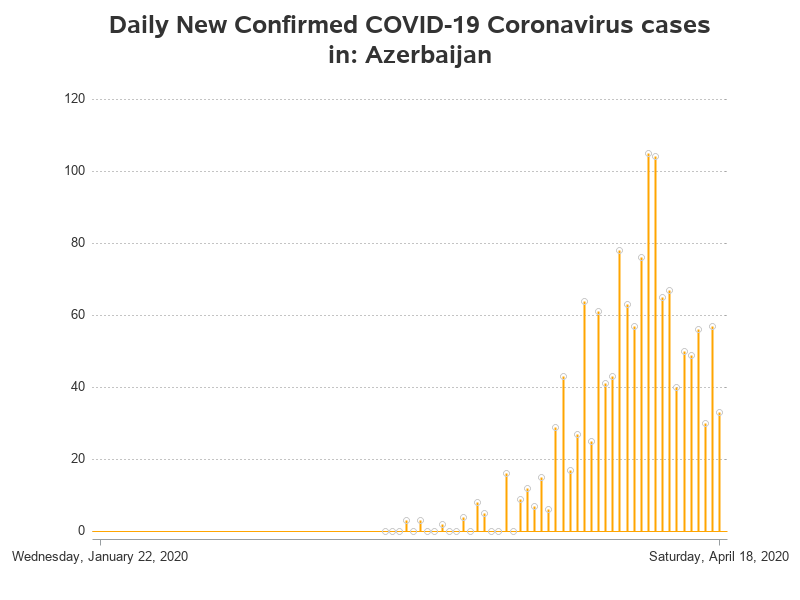 Daily New Confirmed COVID-19 Coronavirus cases
in: Azerbaijan
120
100
80
60
40
20
0
Wednesday, January 22, 2020
Saturday, April 18, 2020